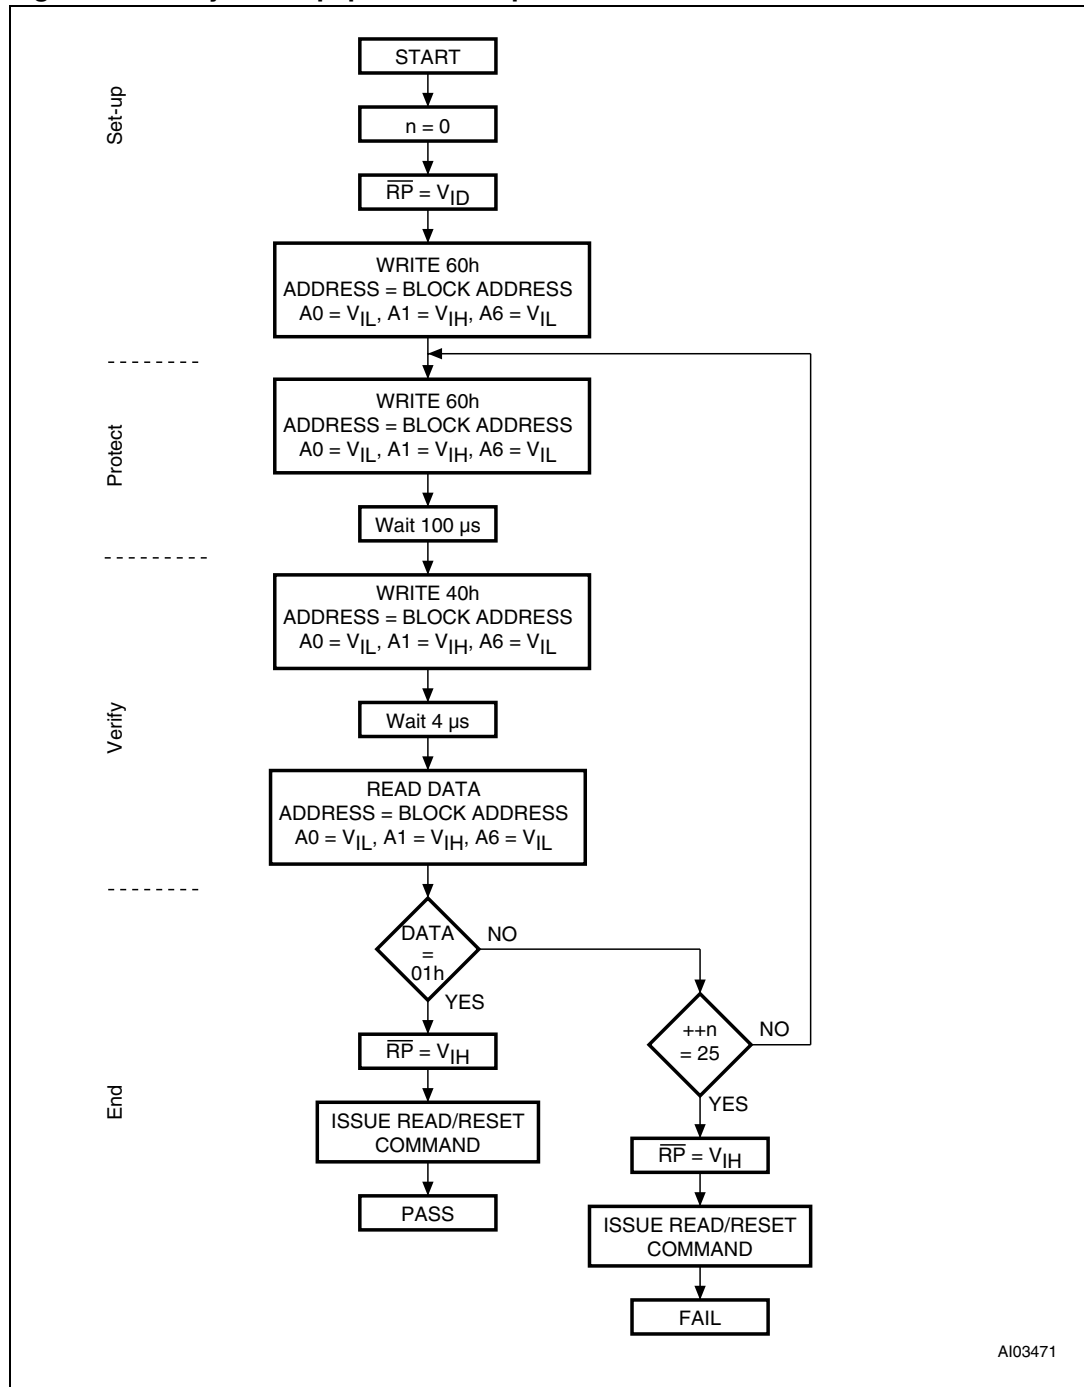 START
Set-up
n = 0
RP = VID
WRITE 60h
ADDRESS = BLOCK ADDRESS
A0 = VIL, A1 = VIH, A6 = VIL
Protect
WRITE 60h
ADDRESS = BLOCK ADDRESS
A0 = VIL, A1 = VIH, A6 = VIL
Wait 100 µs
WRITE 40h
ADDRESS = BLOCK ADDRESS
A0 = VIL, A1 = VIH, A6 = VIL
Verify
Wait 4 µs
READ DATA
ADDRESS = BLOCK ADDRESS
A0 = VIL, A1 = VIH, A6 = VIL
DATA
=
01h
NO
YES
++n
= 25
NO
YES
End
RP = VIH
ISSUE READ/RESET
COMMAND
PASS
RP = VIH
ISSUE READ/RESET
COMMAND
FAIL
AI03471